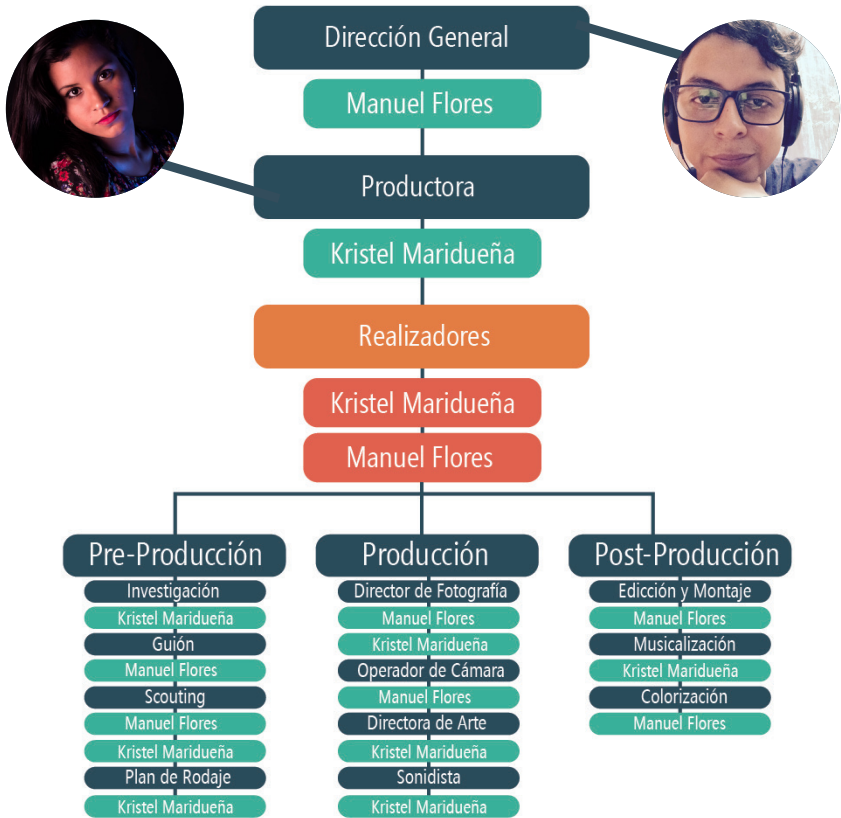 Dirección General
Manuel Flores
Productora
Kristel Maridueña
Realizadores
Kristel Maridueña
Manuel Flores
Pre-Producción
Investigación
Kristel Maridueña
Guión
Manuel Flores
Scouting
Manuel Flores
Kristel Maridueña
Plan de Rodaje
Kristel Maridueña
Producción
Director de Fotografía
Manuel Flores
Kristel Maridueña
Operador de Cámara
Manuel Flores
Directora de Arte
Kristel Maridueña
Sonidista
Kristel Maridueña
Post-Producción
Edicción y Montaje
Manuel Flores
Musicalización
Kristel Maridueña
Colorización
Manuel Flores